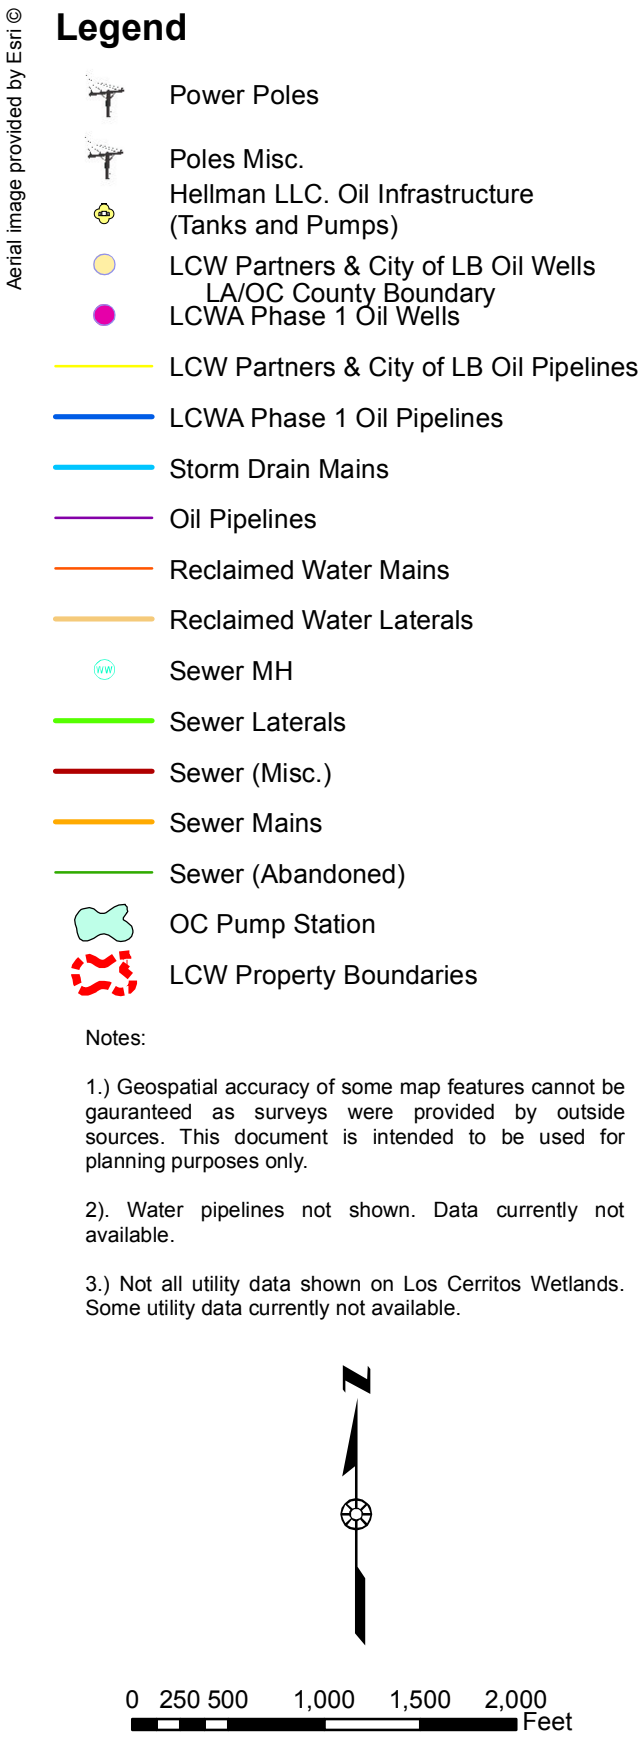 Aerial image provided by Esri ©
Legend
Power Poles
Poles Misc.
Hellman LLC. Oil Infrastructure
(Tanks and Pumps)
LCW Partners & City of LB Oil Wells
LA/OC County Boundary
LCWA Phase 1 Oil Wells
LCW Partners & City of LB Oil Pipelines
LCWA Phase 1 Oil Pipelines
Storm Drain Mains
Oil Pipelines
Reclaimed Water Mains
Reclaimed Water Laterals
WW Sewer MH
Sewer Laterals
Sewer (Misc.)
Sewer Mains
Sewer (Abandoned)
OC Pump Station
LCW Property Boundaries
Notes:
1.) Geospatial accuracy of some map features cannot be
gauranteed as surveys were provided by outside
sources. This document is intended to be used for
planning purposes only.
2). Water pipelines not shown. Data currently not
available.
3.) Not all utility data shown on Los Cerritos Wetlands.
Some utility data currently not available.
N
0 250 500 1,000 1,500 2,000
Feet